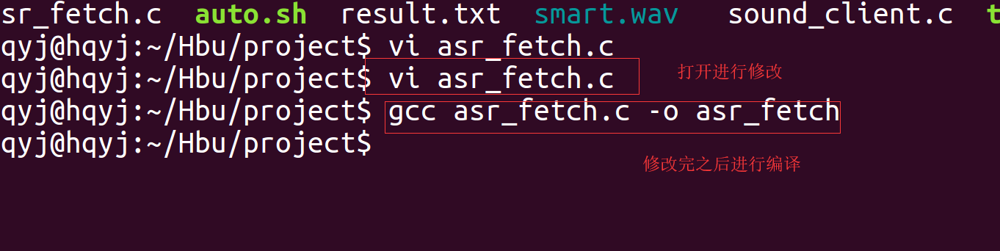 sr_fetch.c auto.sh result.txt smart.wav sound_client.c t
qyj@hqyj:~/Hbu/project$ vi asr_fetch.c
qyj@hqyj:~/Hbu/project$ vi asr_fetch.c 打开进行修改
qyj@hqyj:~/Hbu/project$ gcc asr_fetch.c -o asr_fetch
qyj@hqyj:~/Hbu/project$
修改完之后进行编译